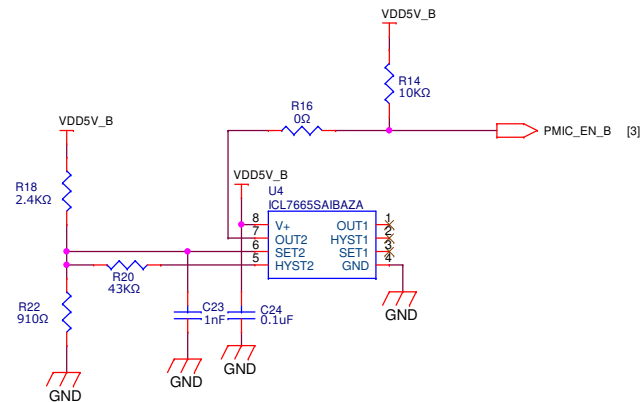 VDD5V_B
R14
10KΩ
R16
0Ω
PMIC_EN_B [3]
VDD5V_B
VDD5V_B
U4
ICL7665SAIBAZA
R18
2.4KΩ
8 V+ OUT1 1
7 OUT2 HYST1 2
6 SET2 SET1 3
5 HYST2 GND 4
R20
43KΩ
R22
910Ω
C23
1nF
C24
0.1uF
GND
GND
GND
GND